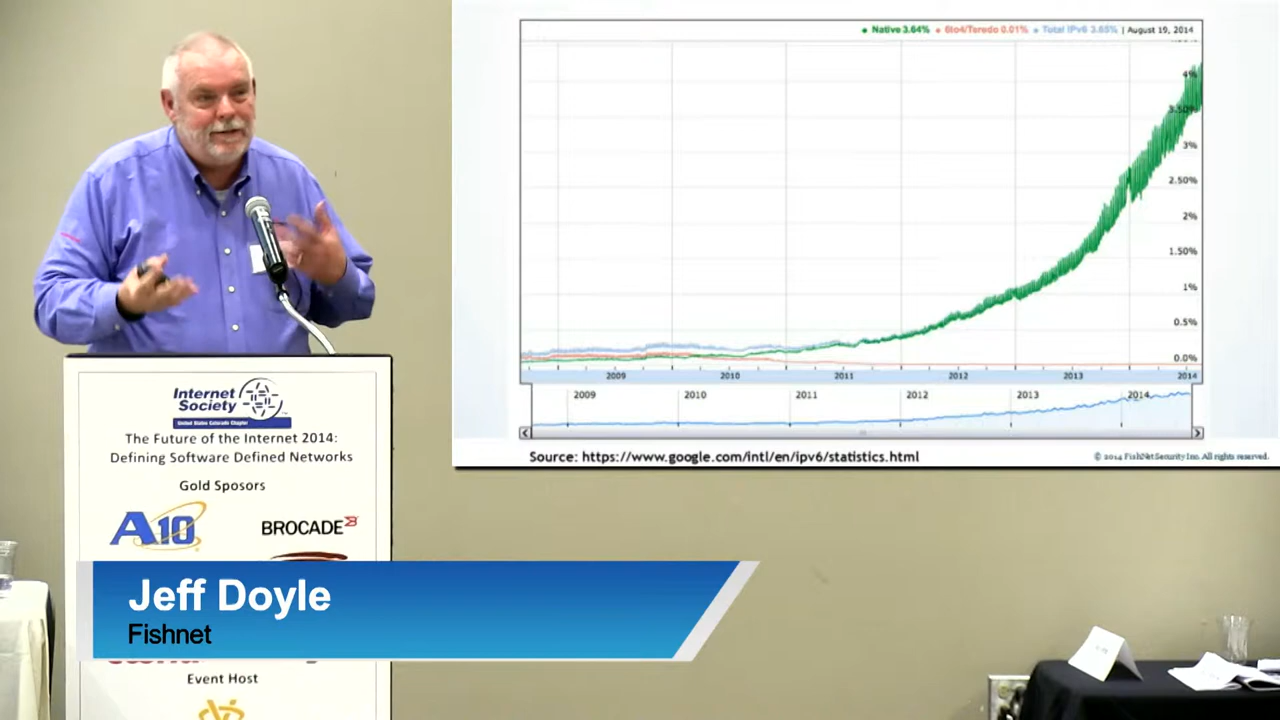 Native 3.64% 6to4/Teredo 0.01% Total IPv6 3.65% | August 19, 2014
4%
3.50%
3%
2.50%
2%
1.50%
1%
0.5%
0.0%
2009 2010 2011 2012 2013 2014
2009 2010 2011 2012 2013 2014
Source: https://www.google.com/intl/en/ipv6/statistics.html
© 2014 FishNet Security Inc. All rights reserved.
Internet
Society
United States Colorado Chapter
The Future of the Internet 2014:
Defining Software Defined Networks
Gold Sposors
A10
BROCADE
Jeff Doyle
Fishnet
Event Host